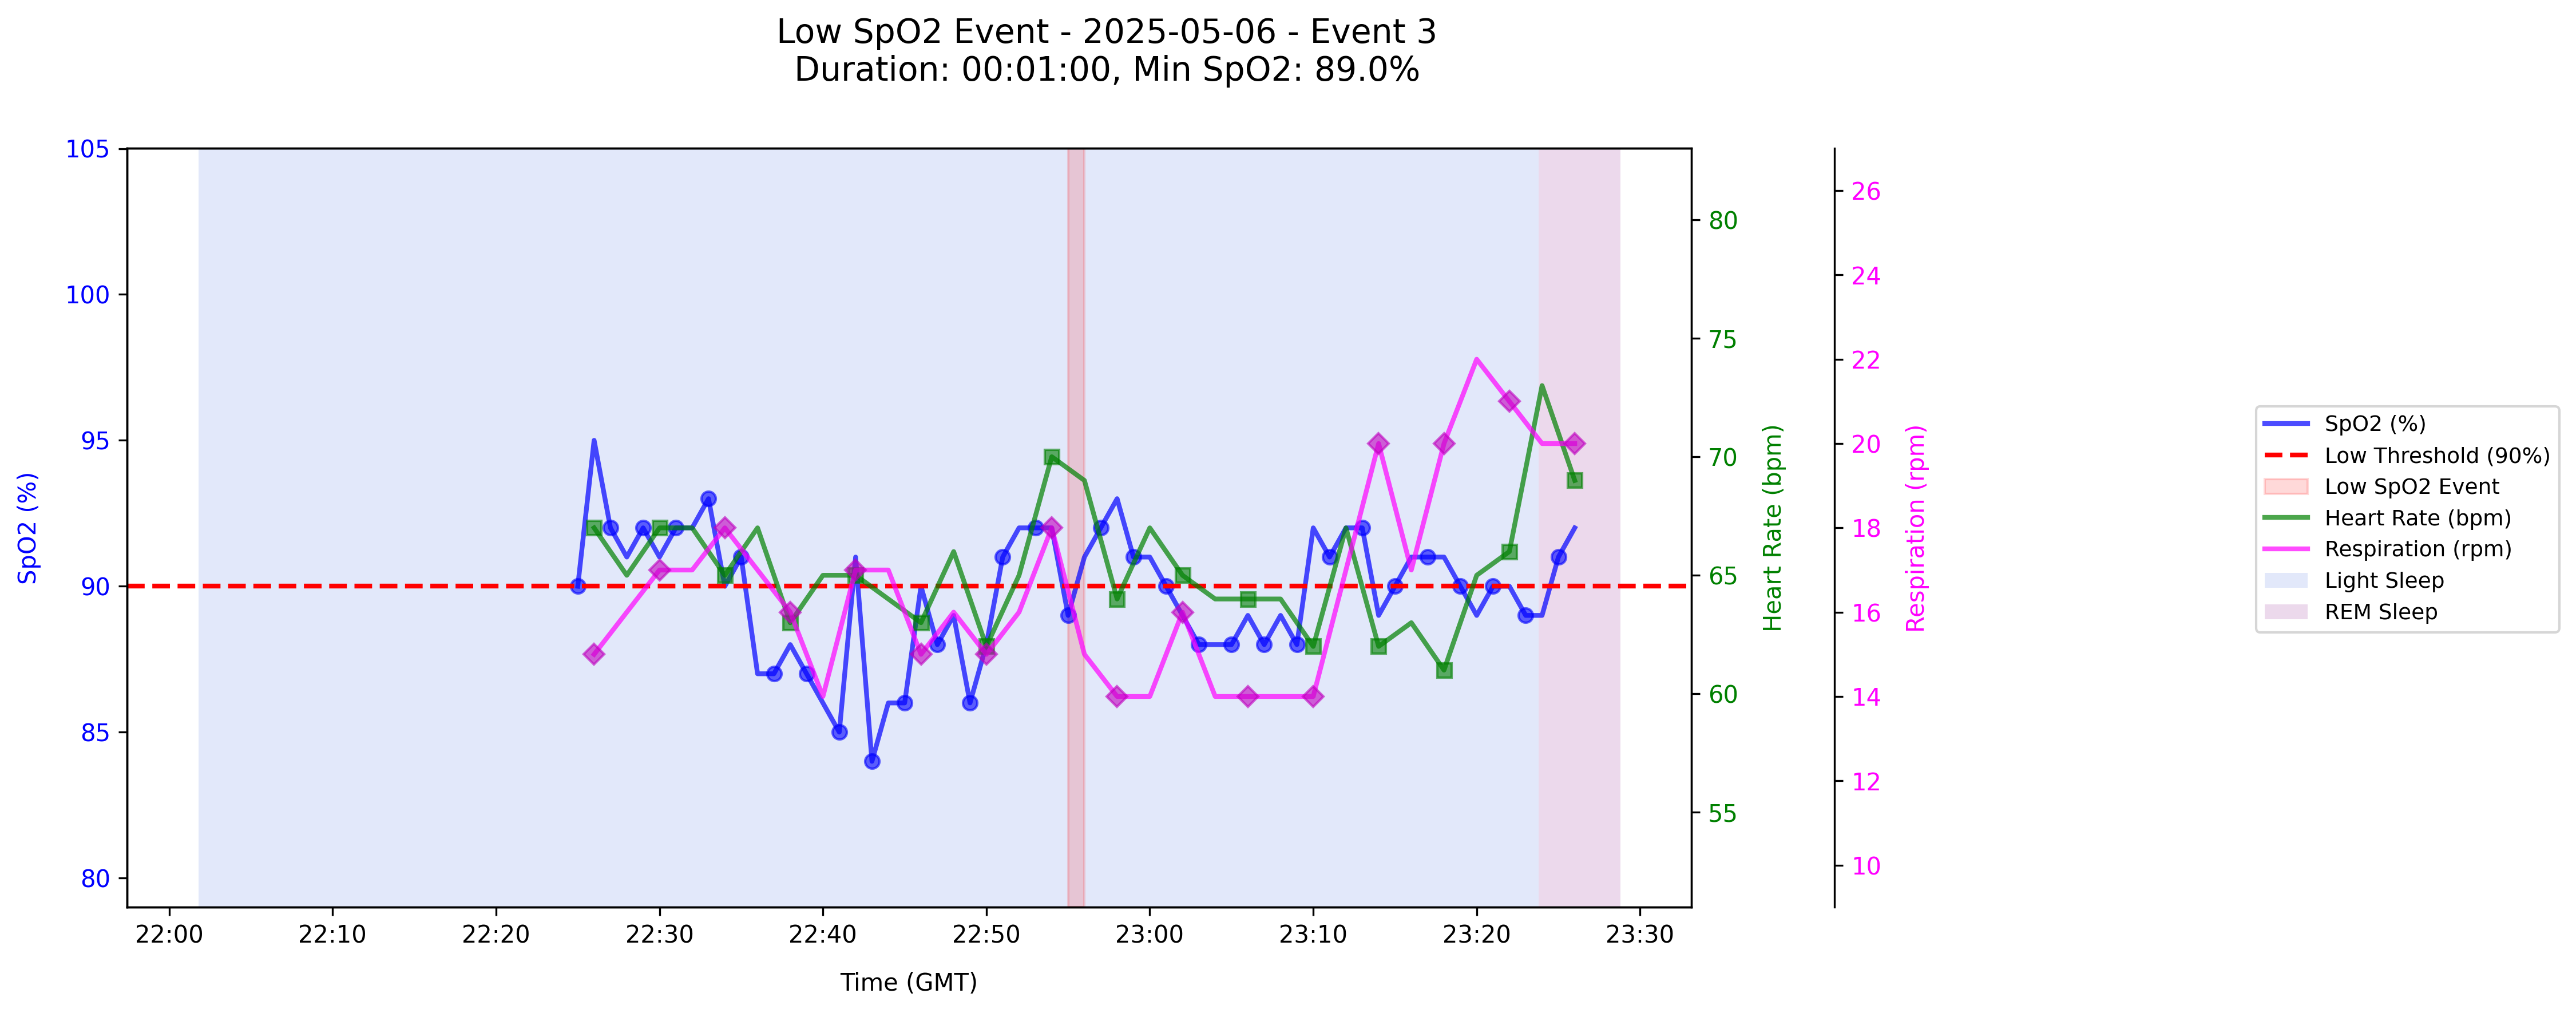 Low SpO2 Event - 2025-05-06 - Event 3
Duration: 00:01:00, Min SpO2: 89.0%
SpO2 (%)
105
100
95
90
85
80
22:00 22:10 22:20 22:30 22:40 22:50 23:00 23:10 23:20 23:30
Time (GMT)
80
75
70
65
60
55
Heart Rate (bpm)
26
24
22
20
18
16
14
12
10
Respiration (rpm)
SpO2 (%)
Low Threshold (90%)
Low SpO2 Event
Heart Rate (bpm)
Respiration (rpm)
Light Sleep
REM Sleep